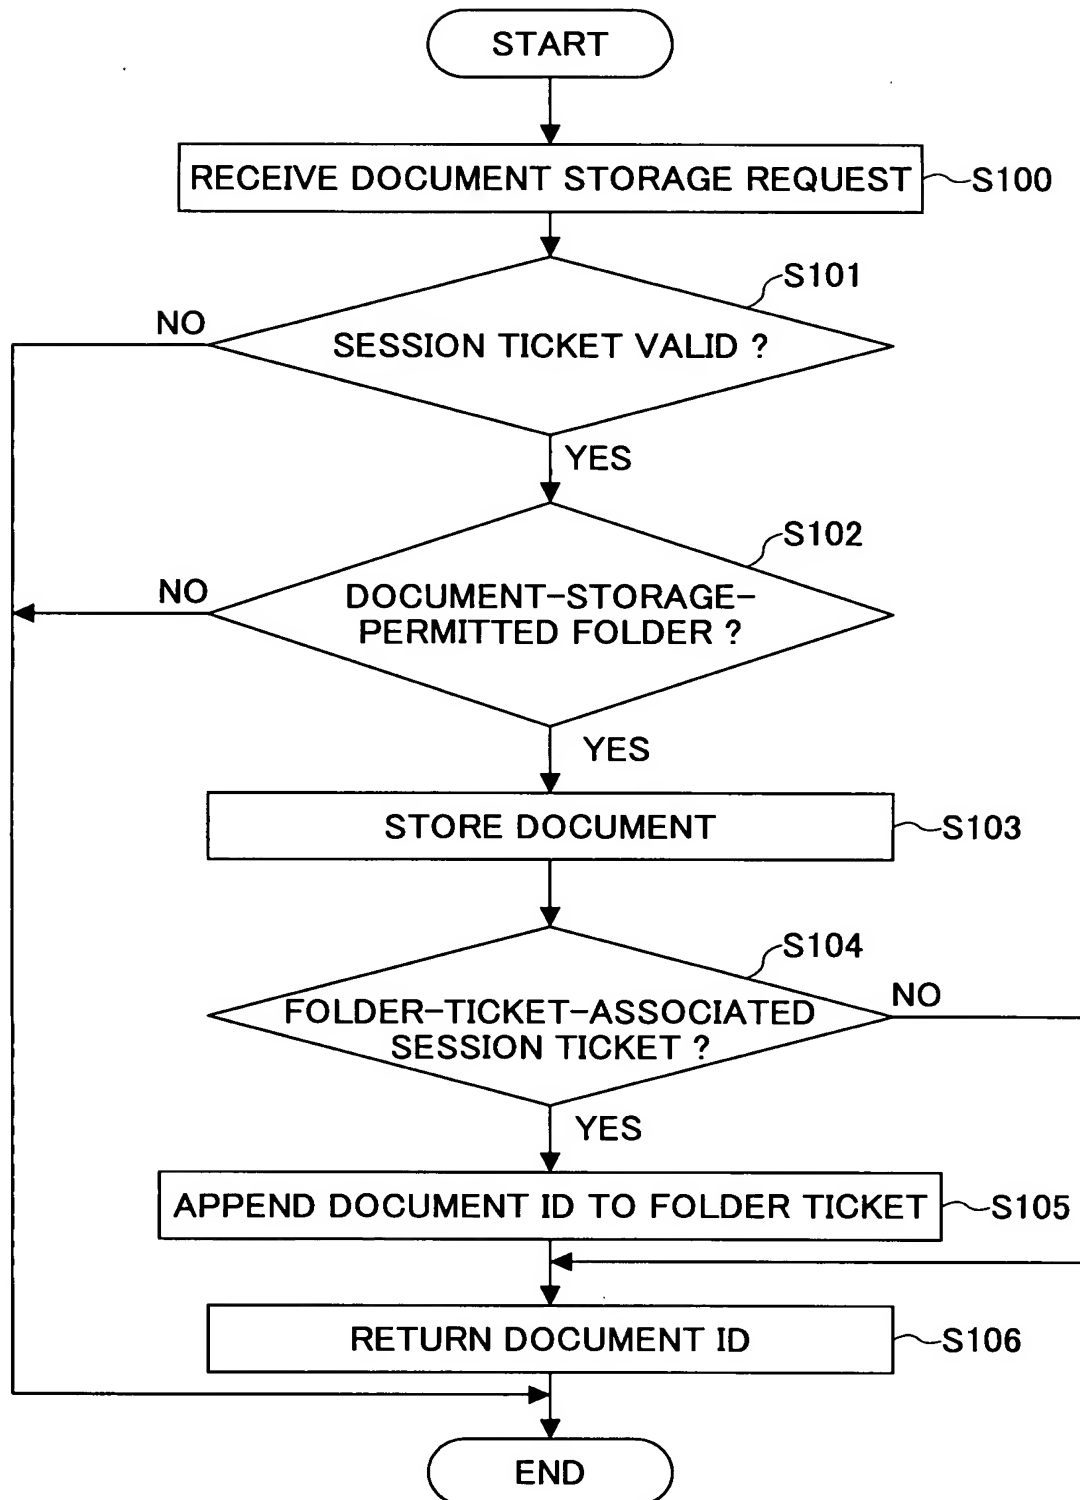 START
RECEIVE DOCUMENT STORAGE REQUEST
S100
S101
NO
SESSION TICKET VALID ?
YES
S102
NO
DOCUMENT-STORAGE-
PERMITTED FOLDER ?
YES
STORE DOCUMENT
S103
S104
NO
FOLDER-TICKET-ASSOCIATED
SESSION TICKET ?
YES
APPEND DOCUMENT ID TO FOLDER TICKET
S105
RETURN DOCUMENT ID
S106
END